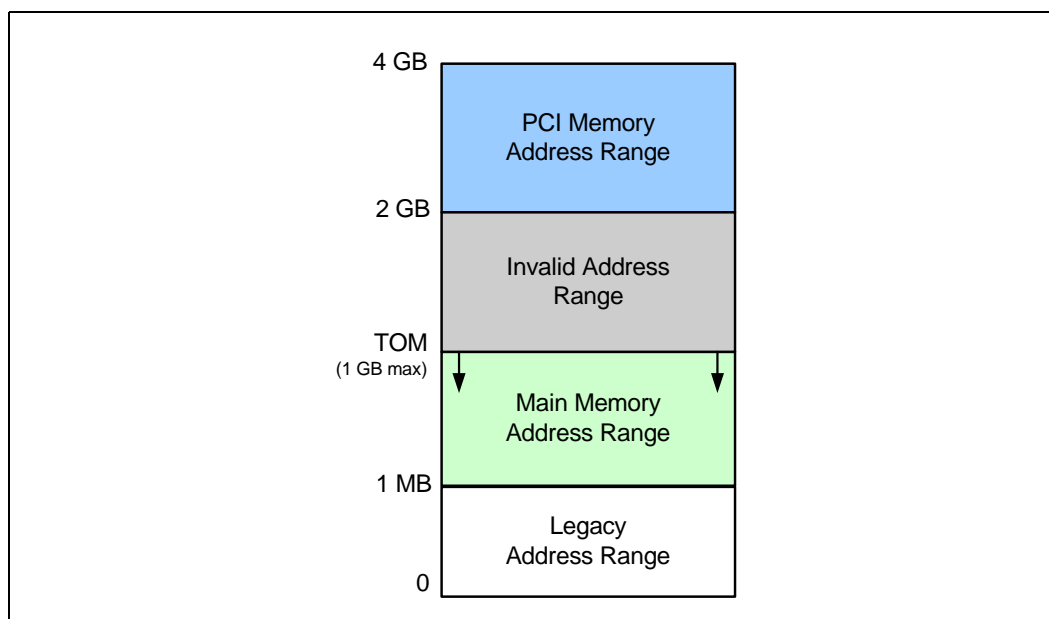 4 GB
PCI Memory
Address Range
2 GB
Invalid Address
Range
TOM
(1 GB max)
Main Memory
Address Range
1 MB
Legacy
Address Range
0